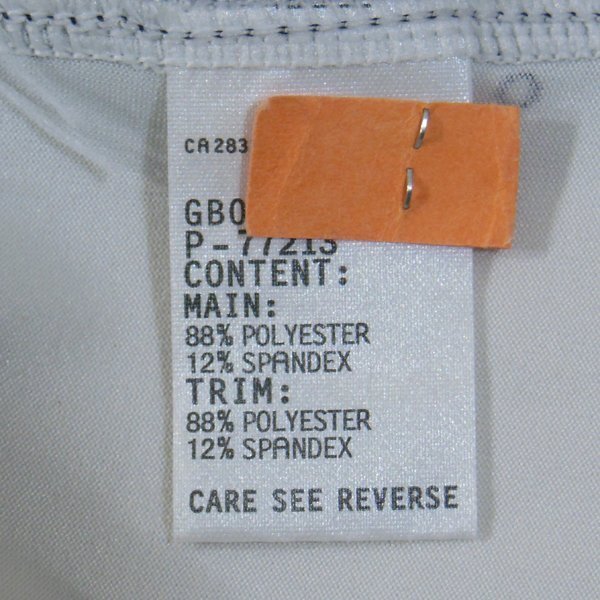 CA283
GBO
P-77213
CONTENT:
MAIN:
88% POLYESTER
12% SPANDEX
TRIM:
88% POLYESTER
12% SPANDEX
CARE SEE REVERSE